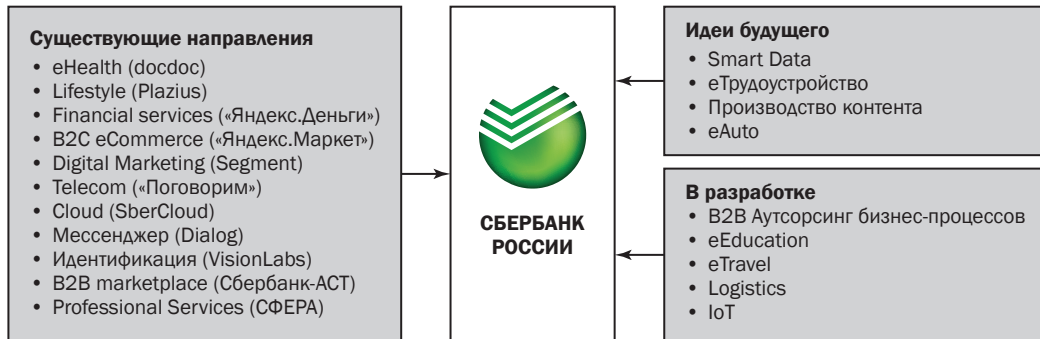 Существующие направления
• eHealth (docdoc)
• Lifestyle (Plazius)
• Financial services («Яндекс.Деньги»)
• B2C eCommerce («Яндекс.Маркет»)
• Digital Marketing (Segment)
• Telecom («Поговорим»)
• Cloud (SberCloud)
• Мессенджер (Dialog)
• Идентификация (VisionLabs)
• B2B marketplace (Сбербанк-АСТ)
• Professional Services (СФЕРА)
СБЕРБАНК
РОССИИ
Идеи будущего
• Smart Data
• eТрудоустройство
• Производство контента
• eAuto
В разработке
• B2B Аутсорсинг бизнес-процессов
• eEducation
• eTravel
• Logistics
• IoT